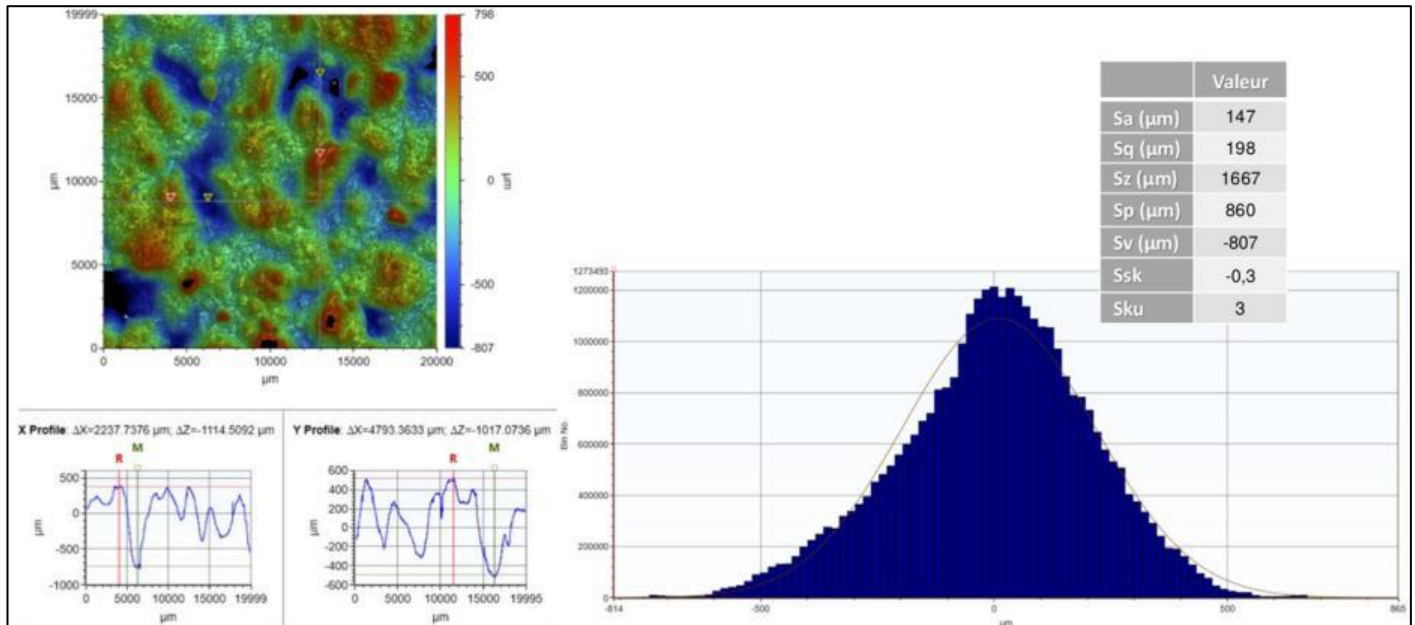 19999
15000
10000
5000
0
µm
0 5000 10000 15000 20000
µm
798
500
0
-500
-807
µm
X Profile: ΔX=2237.7376 µm; ΔZ=-1114.5092 µm
R
M
500
0
-500
-1000
µm
0 5000 10000 19999
µm
Y Profile: ΔX=4793.3633 µm; ΔZ=-1017.0736 µm
R
M
600
400
200
0
-200
-400
-600
µm
0 5000 10000 15000 19995
µm
Valeur
Sa (µm) 147
Sq (µm) 198
Sz (µm) 1667
Sp (µm) 860
Sv (µm) -807
Ssk -0,3
Sku 3
1273493
1200000
1000000
800000
600000
400000
200000
0
Bin No.
-814 -500 0 500 865
µm